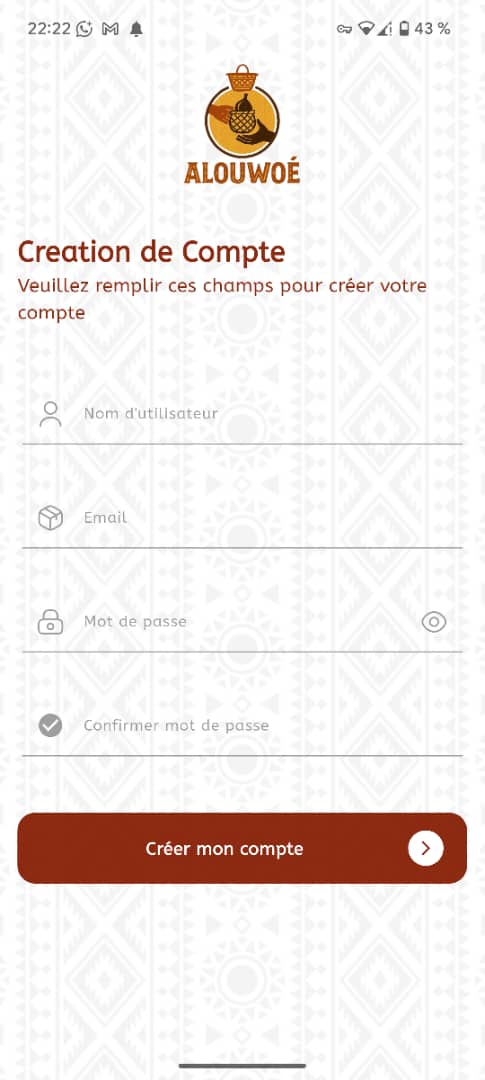 22:22 43 %
ALOUWOÉ
Creation de Compte
Veuillez remplir ces champs pour créer votre
compte
Nom d'utilisateur
Email
Mot de passe
Confirmer mot de passe
Créer mon compte